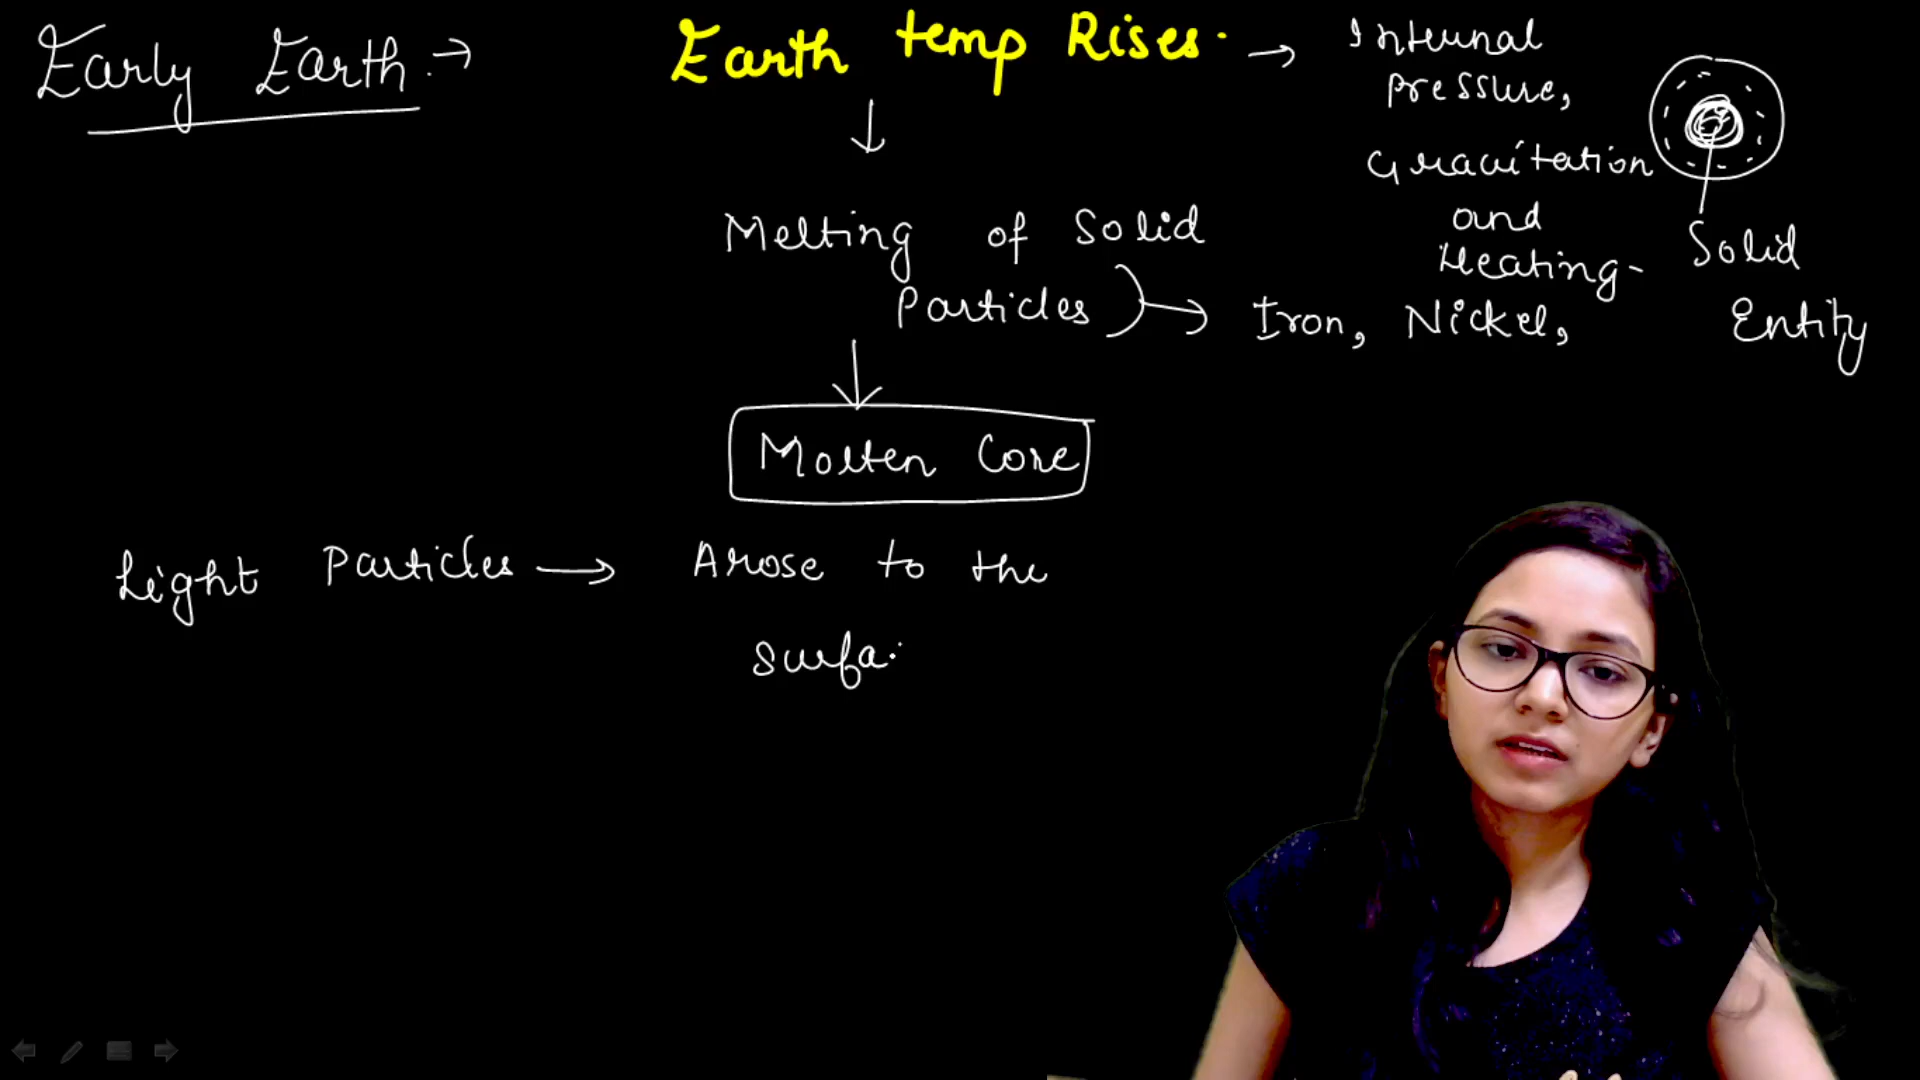 Early Earth. →
Earth temp Rises. →
Internal
pressure,
Gravitation
and
Heating-
Solid
Entity
Melting of Solid
Particles → Iron, Nickel,
Molten Core
Light Particles → Arose to the
surfa